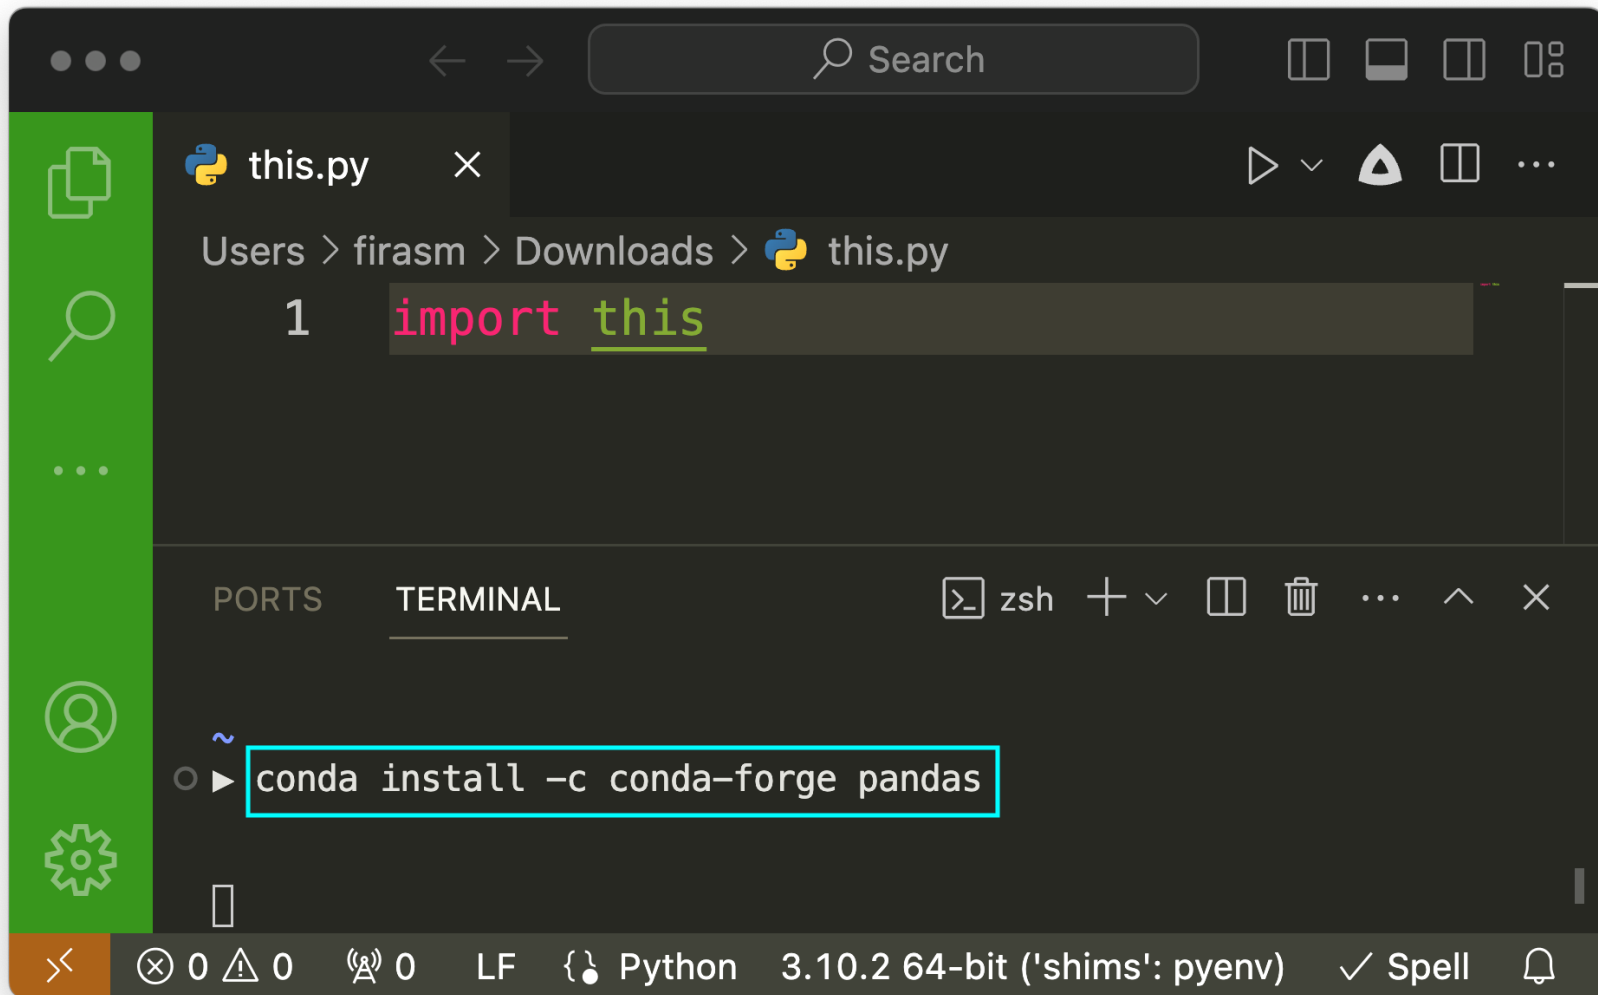 Search
this.py
Users > firasm > Downloads > this.py
1 import this
PORTS TERMINAL zsh
~
conda install -c conda-forge pandas
0 0 0 LF Python 3.10.2 64-bit ('shims': pyenv) Spell